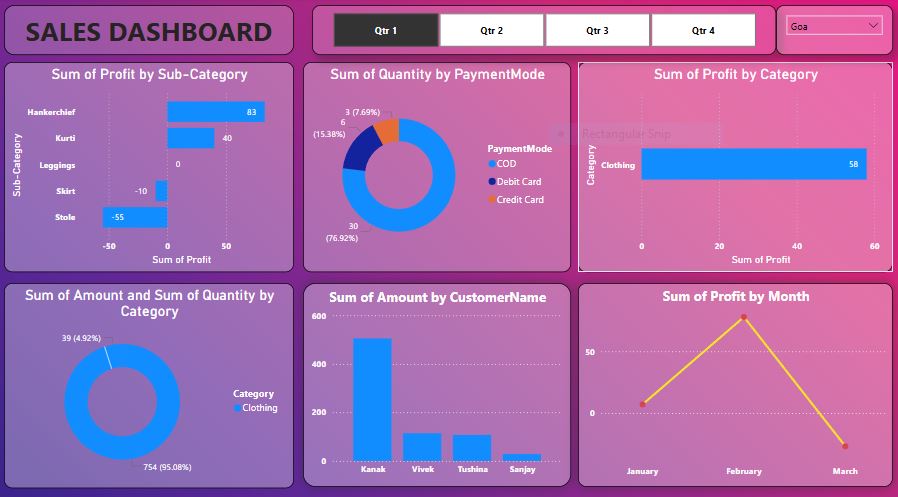 SALES DASHBOARD
Qtr 1
Qtr 2
Qtr 3
Qtr 4
Goa
Sum of Profit by Sub-Category
Sub-Category
Hankerchief
83
Kurti
40
Leggings
0
Skirt
-10
Stole
-55
-50
0
50
Sum of Profit
Sum of Quantity by PaymentMode
3 (7.69%)
6
(15.38%)
30
(76.92%)
PaymentMode
COD
Debit Card
Credit Card
Sum of Profit by Category
Rectangular Snip
Category
Clothing
58
0
20
40
60
Sum of Profit
Sum of Amount and Sum of Quantity by
Category
39 (4.92%)
754 (95.08%)
Category
Clothing
Sum of Amount by CustomerName
600
400
200
0
Kanak
Vivek
Tushina
Sanjay
Sum of Profit by Month
50
0
January
February
March